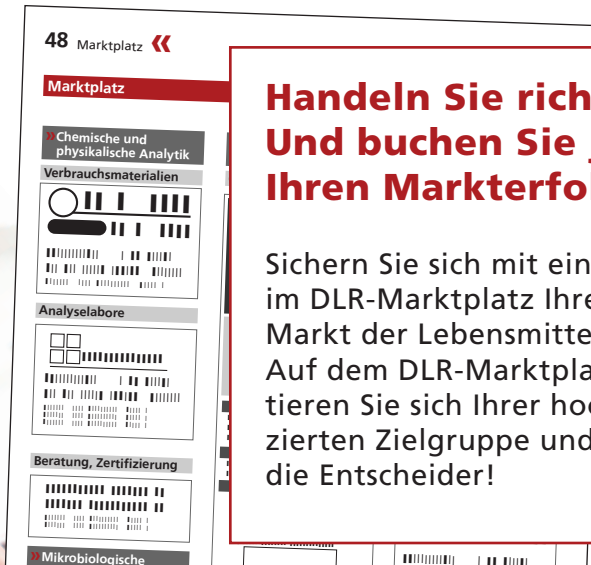 48 Marktplatz «
Marktplatz
»Chemische und
physikalische Analytik
Verbrauchsmaterialien
Analyselabore
Beratung, Zertifizierung
»Mikrobiologische
Handeln Sie rich
Und buchen Sie
Ihren Markterfo
Sichern Sie sich mit ein
im DLR-Marktplatz Ihre
Markt der Lebensmitte
Auf dem DLR-Marktpla
tieren Sie sich Ihrer hoc
zierten Zielgruppe und
die Entscheider!